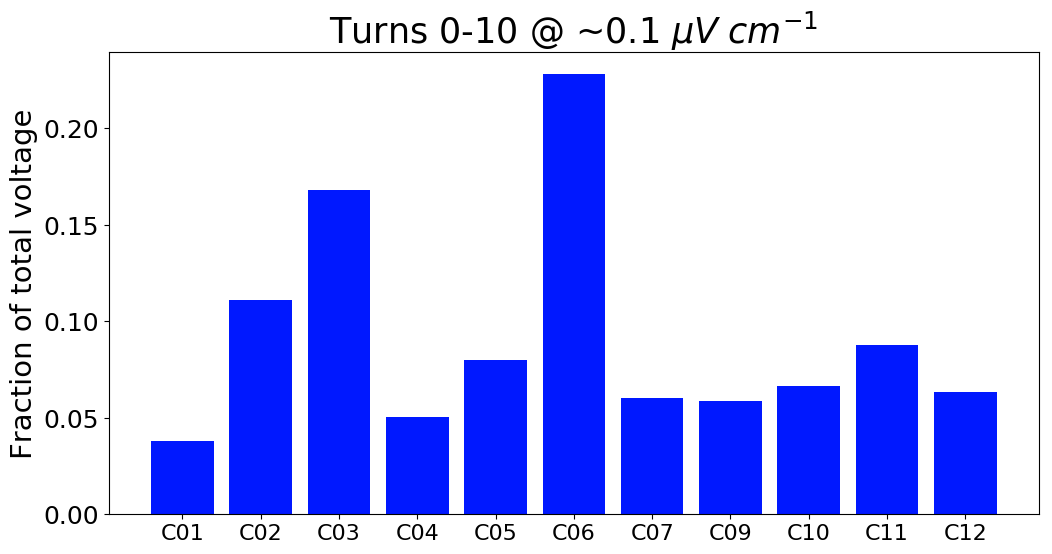 Turns 0-10 @ ~0.1 μV cm⁻¹
Fraction of total voltage
0.20
0.15
0.10
0.05
0.00
C01 C02 C03 C04 C05 C06 C07 C09 C10 C11 C12